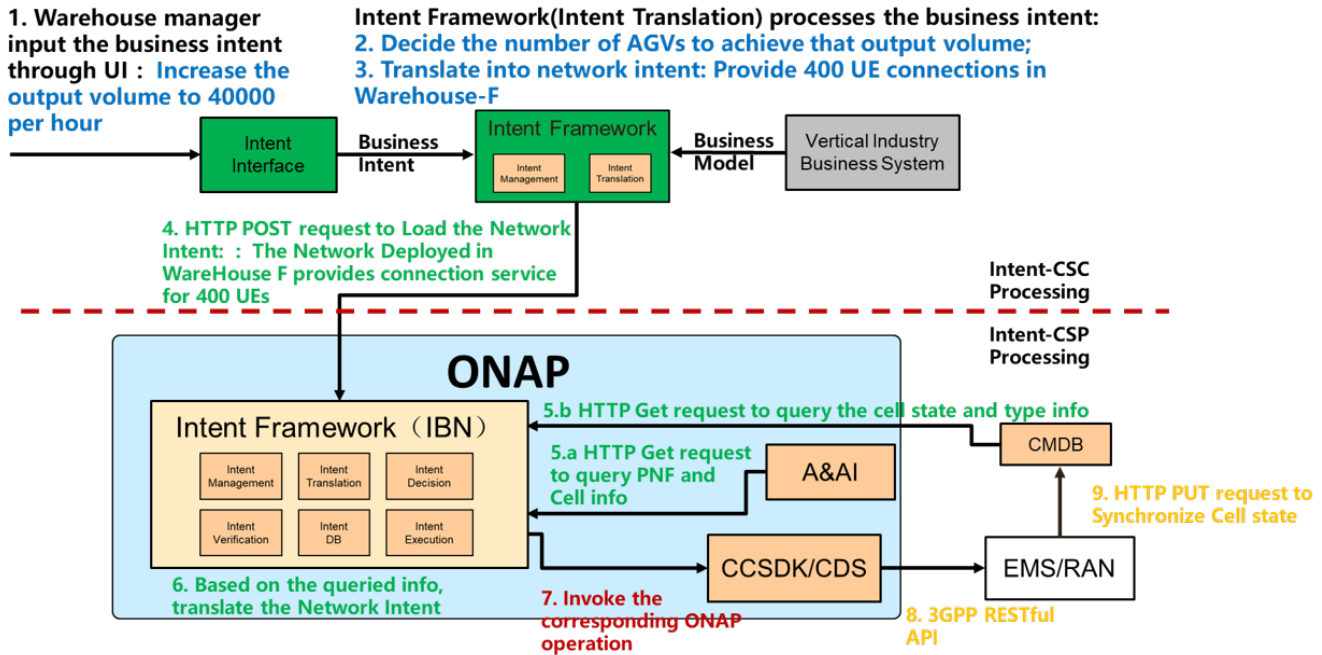 1. Warehouse manager
input the business intent
through UI : Increase the
output volume to 40000
per hour
Intent Framework(Intent Translation) processes the business intent:
2. Decide the number of AGVs to achieve that output volume;
3. Translate into network intent: Provide 400 UE connections in
Warehouse-F
Intent
Interface
Business
Intent
Intent Framework
Intent
Management
Intent
Translation
Business
Model
Vertical Industry
Business System
4. HTTP POST request to Load the Network
Intent: : The Network Deployed in
WareHouse F provides connection service
for 400 UEs
Intent-CSC
Processing
Intent-CSP
Processing
ONAP
Intent Framework（IBN）
Intent
Management
Intent
Translation
Intent
Decision
Intent
Verification
Intent
DB
Intent
Execution
5.b HTTP Get request to query the cell state and type info
5.a HTTP Get request
to query PNF and
Cell info
A&AI
CMDB
9. HTTP PUT request to
Synchronize Cell state
CCSDK/CDS
EMS/RAN
6. Based on the queried info,
translate the Network Intent
7. Invoke the
corresponding ONAP
operation
8. 3GPP RESTful
API